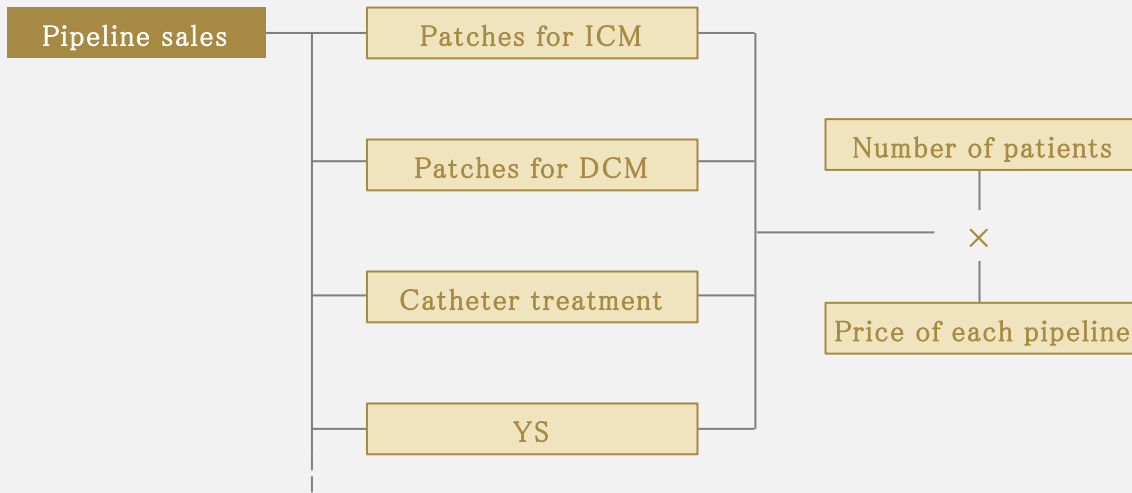 Pipeline sales
Patches for ICM
Patches for DCM
Number of patients
×
Catheter treatment
Price of each pipeline
YS